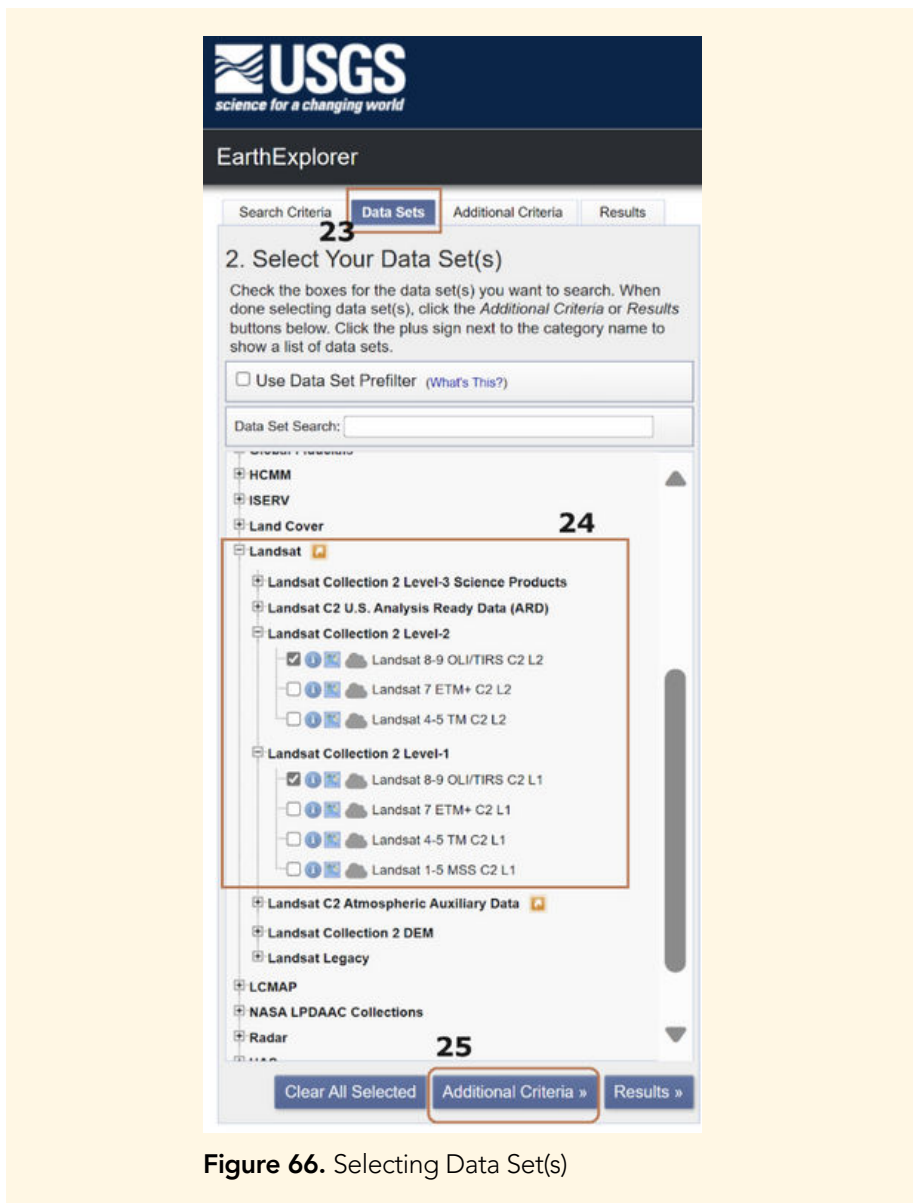 USGS
science for a changing world
EarthExplorer
Search Criteria Data Sets Additional Criteria Results
23
2. Select Your Data Set(s)
Check the boxes for the data set(s) you want to search. When
done selecting data set(s), click the Additional Criteria or Results
buttons below. Click the plus sign next to the category name to
show a list of data sets.
Use Data Set Prefilter (What's This?)
Data Set Search:
Global Fiducials
HCMM
ISERV
Land Cover
24
Landsat
Landsat Collection 2 Level-3 Science Products
Landsat C2 U.S. Analysis Ready Data (ARD)
Landsat Collection 2 Level-2
Landsat 8-9 OLI/TIRS C2 L2
Landsat 7 ETM+ C2 L2
Landsat 4-5 TM C2 L2
Landsat Collection 2 Level-1
Landsat 8-9 OLI/TIRS C2 L1
Landsat 7 ETM+ C2 L1
Landsat 4-5 TM C2 L1
Landsat 1-5 MSS C2 L1
Landsat C2 Atmospheric Auxiliary Data
Landsat Collection 2 DEM
Landsat Legacy
LCMAP
NASA LPDAAC Collections
Radar
25
Clear All Selected Additional Criteria » Results »
Figure 66. Selecting Data Set(s)